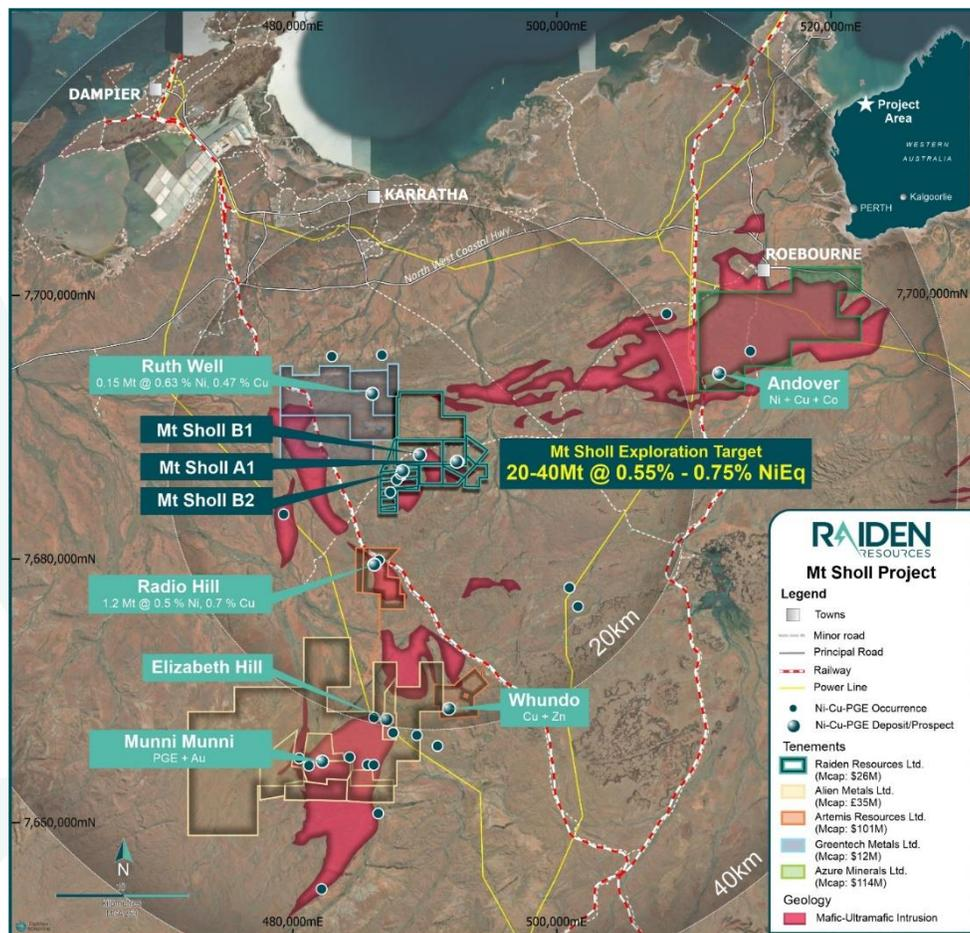 480,000mE
500,000mE
520,000mE
DAMPIER
KARRATHA
North West Coastal Hwy
ROEBOURNE
Project
Area
WESTERN
AUSTRALIA
Kalgoorlie
PERTH
7,700,000mN
7,700,000mN
Ruth Well
0.15 Mt @ 0.63 % Ni, 0.47 % Cu
Andover
Ni + Cu + Co
Mt Sholl B1
Mt Sholl A1
Mt Sholl B2
Mt Sholl Exploration Target
20-40Mt @ 0.55% - 0.75% NiEq
7,680,000mN
Radio Hill
1.2 Mt @ 0.5 % Ni, 0.7 % Cu
20km
Elizabeth Hill
Whundo
Cu + Zn
Munni Munni
PGE + Au
7,650,000mN
40km
N
480,000mE
500,000mE
RAIDEN
RESOURCES
Mt Sholl Project
Legend
Towns
Minor road
Principal Road
Railway
Power Line
Ni-Cu-PGE Occurrence
Ni-Cu-PGE Deposit/Prospect
Tenements
Raiden Resources Ltd.
(Mcap: $26M)
Alien Metals Ltd.
(Mcap: £35M)
Artemis Resources Ltd.
(Mcap: $101M)
Greentech Metals Ltd.
(Mcap: $12M)
Azure Minerals Ltd.
(Mcap: $114M)
Geology
Mafic-Ultramafic Intrusion